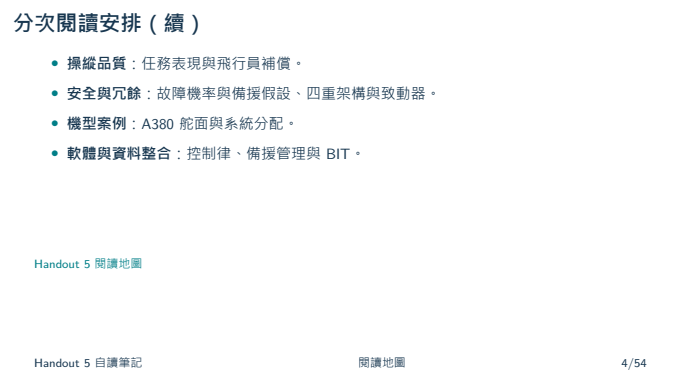 分次閱讀安排（續）
• 操縱品質：任務表現與飛行員補償。
• 安全與冗餘：故障機率與備援假設、四重架構與致動器。
• 機型案例：A380 舵面與系統分配。
• 軟體與資料整合：控制律、備援管理與 BIT。
Handout 5 閱讀地圖
Handout 5 自讀筆記 閱讀地圖 4/54